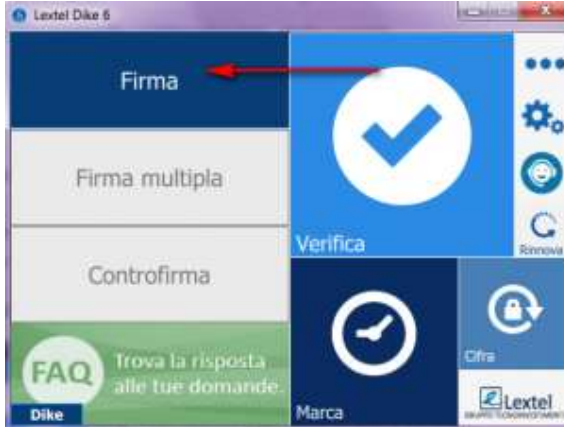 Lextel Dike 6
Firma
Firma multipla
Controfirma
FAQ
Trova la risposta
alle tue domande.
Dike
Verifica
Rinnova
Marca
Cifra
Lextel